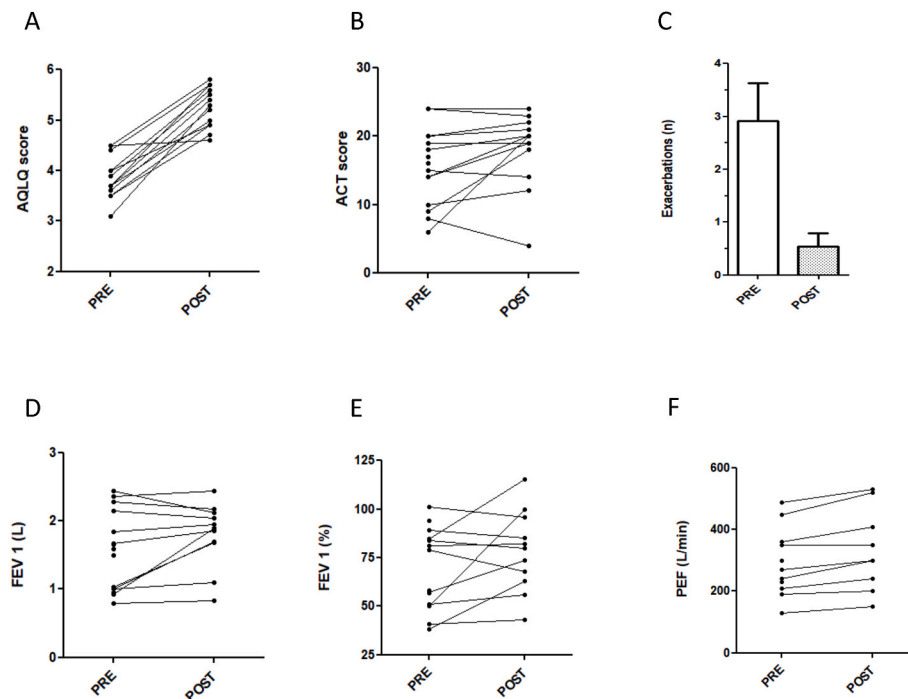 A
AQLQ score
6
5
4
3
2
PRE
POST
B
ACT score
30
20
10
0
PRE
POST
C
Exacerbations (n)
4
3
2
1
0
PRE
POST
D
FEV 1 (L)
3
2
1
0
PRE
POST
E
FEV 1 (%)
125
100
75
50
25
PRE
POST
F
PEF (L/min)
600
400
200
0
PRE
POST